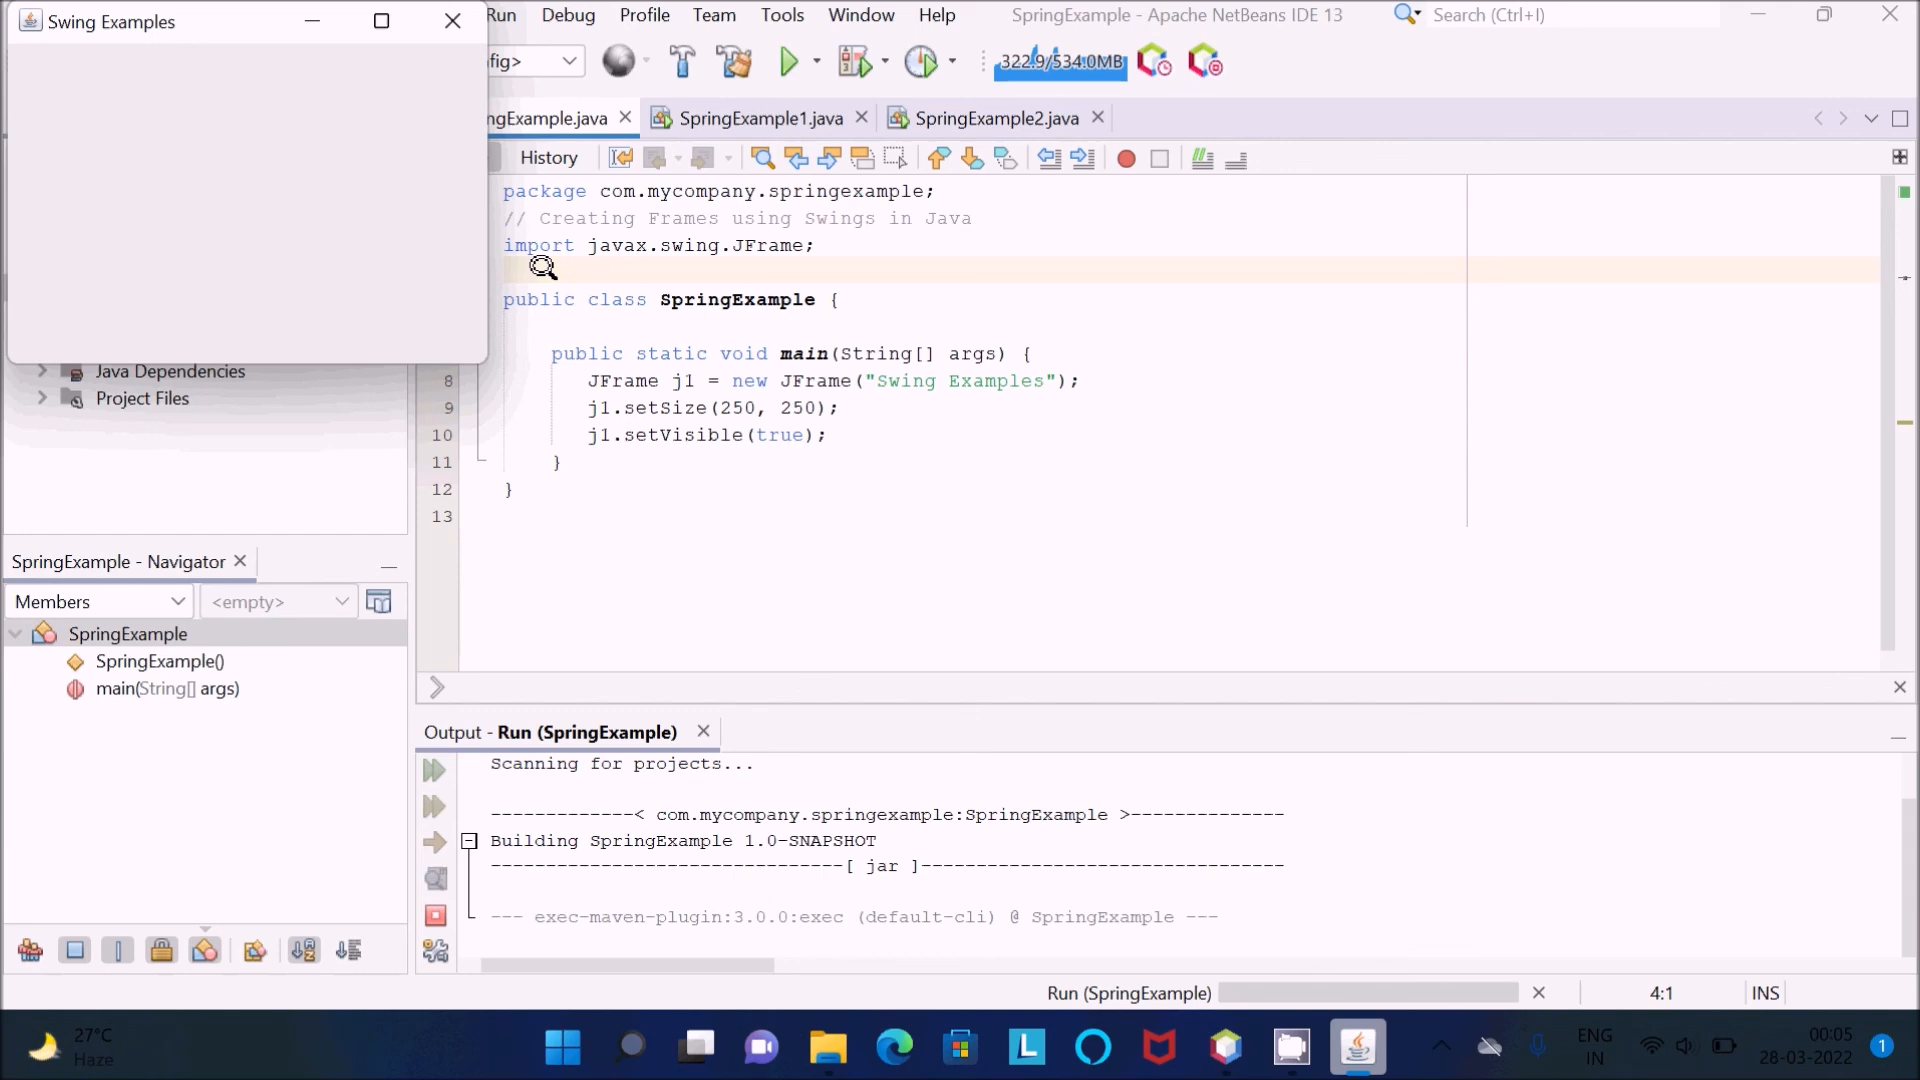 Swing Examples
Run Debug Profile Team Tools Window Help
SpringExample - Apache NetBeans IDE 13
Search (Ctrl+I)
fig>
322.9/534.0MB
ngExample.java
SpringExample1.java
SpringExample2.java
History
package com.mycompany.springexample;
// Creating Frames using Swings in Java
import javax.swing.JFrame;
public class SpringExample {
public static void main(String[] args) {
8 JFrame j1 = new JFrame("Swing Examples");
9 j1.setSize(250, 250);
10 j1.setVisible(true);
11 }
12 }
13
Java Dependencies
Project Files
SpringExample - Navigator
Members
<empty>
SpringExample
SpringExample()
main(String[] args)
Output - Run (SpringExample)
Scanning for projects...
-------------< com.mycompany.springexample:SpringExample >--------------
Building SpringExample 1.0-SNAPSHOT
--------------------------------[ jar ]---------------------------------
--- exec-maven-plugin:3.0.0:exec (default-cli) @ SpringExample ---
Run (SpringExample)
4:1
INS
27°C
Haze
ENG
IN
00:05
28-03-2022
1